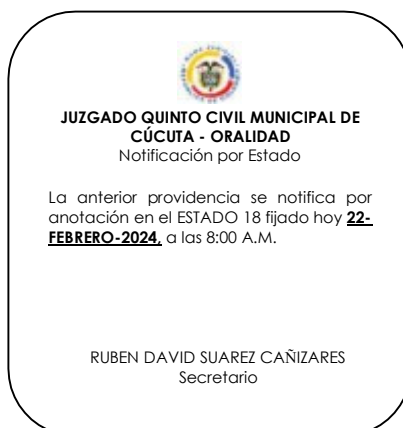 JUZGADO QUINTO CIVIL MUNICIPAL DE
CÚCUTA - ORALIDAD
Notificación por Estado
La anterior providencia se notifica por
anotación en el ESTADO 18 fijado hoy 22-
FEBRERO-2024, a las 8:00 A.M.
RUBEN DAVID SUAREZ CAÑIZARES
Secretario